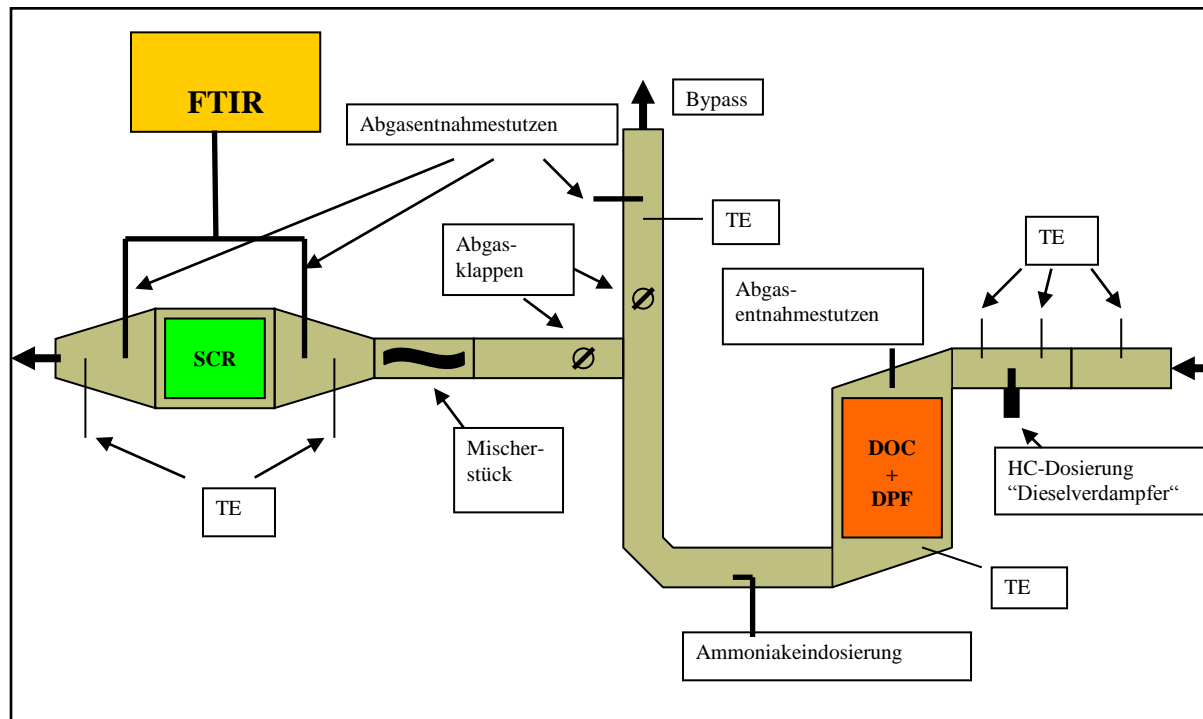 FTIR
Abgasentnahmestutzen
Bypass
TE
TE
Abgas-
klappen
Abgas-
entnahmestutzen
SCR
Mischer-
stück
DOC
+
DPF
HC-Dosierung
“Dieselverdampfer“
TE
TE
Ammoniakeindosierung